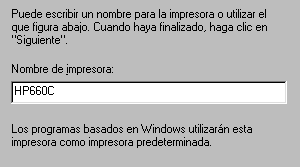 Puede escribir un nombre para la impresora o utilizar el
que figura abajo. Cuando haya finalizado, haga clic en
"Siguiente".
Nombre de impresora:
HP660C
Los programas basados en Windows utilizarán esta
impresora como impresora predeterminada.